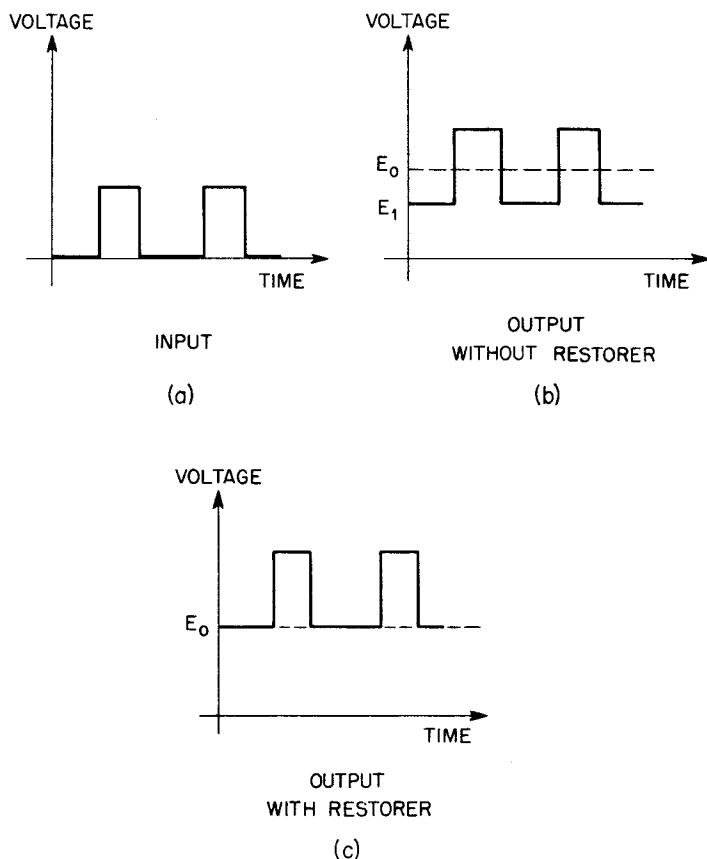 VOLTAGE
TIME
INPUT
(a)
VOLTAGE
E₀
E₁
TIME
OUTPUT
WITHOUT RESTORER
(b)
VOLTAGE
E₀
TIME
OUTPUT
WITH RESTORER
(c)